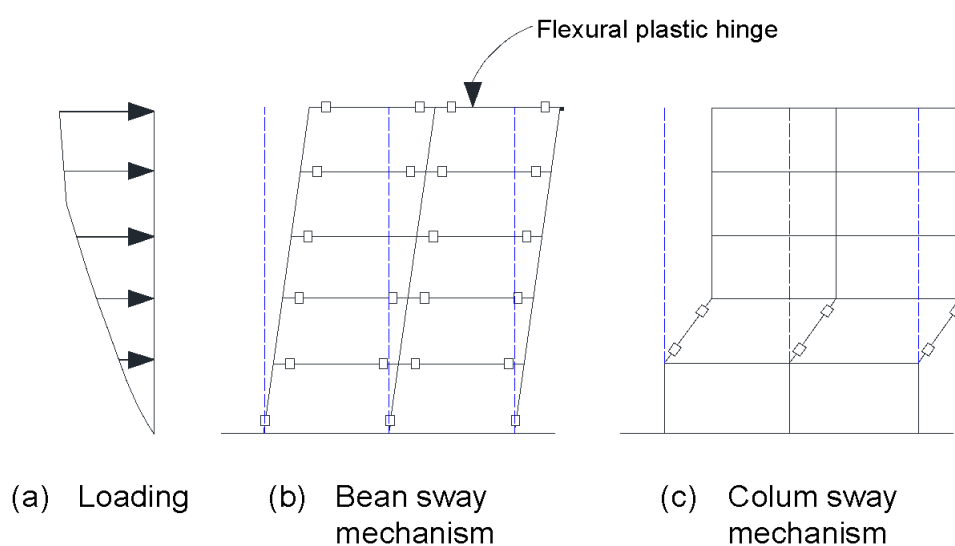 Flexural plastic hinge
(a) Loading
(b) Bean sway
mechanism
(c) Colum sway
mechanism